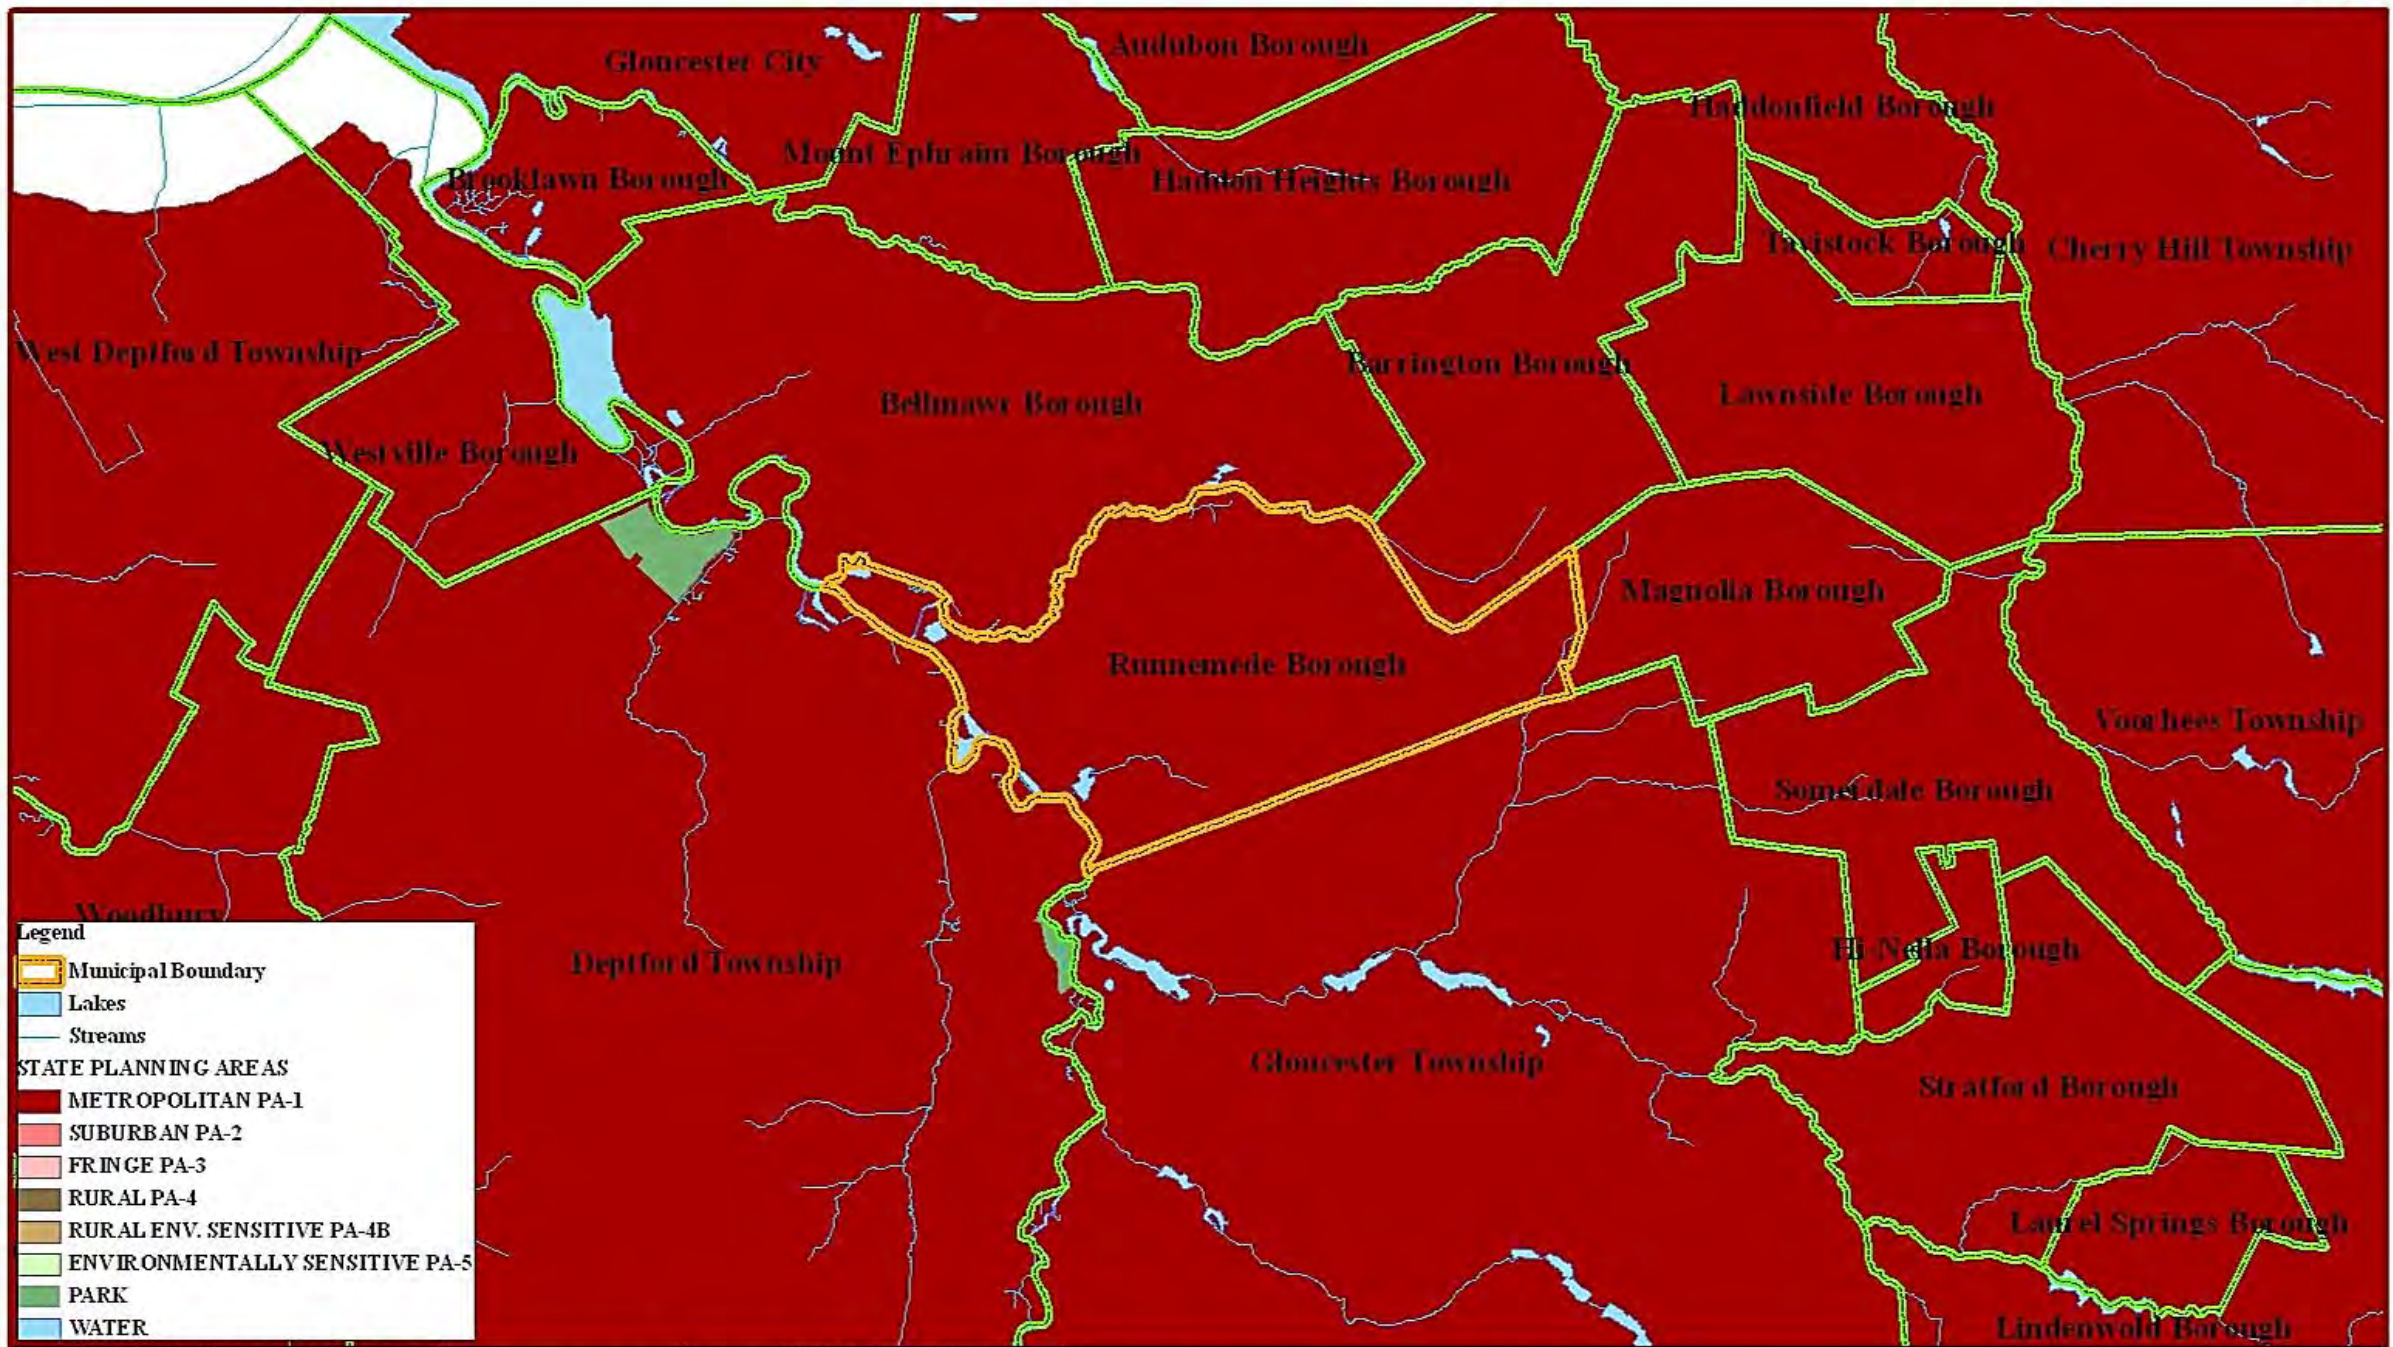 Audubon Borough
Gloucester City
Haddonfield Borough
Mount Ephraim Borough
Brooklawn Borough
Haddon Heights Borough
Tavistock Borough
Cherry Hill Township
West Deptford Township
Barrington Borough
Lawnside Borough
Bellmawr Borough
Westville Borough
Magnolia Borough
Runnemede Borough
Voorhees Township
Somerdale Borough
Woodbury
Hi-Nella Borough
Deptford Township
Gloucester Township
Stratford Borough
Laurel Springs Borough
Lindenwold Borough
Legend
Municipal Boundary
Lakes
Streams
STATE PLANNING AREAS
METROPOLITAN PA-1
SUBURBAN PA-2
FRINGE PA-3
RURAL PA-4
RURAL ENV. SENSITIVE PA-4B
ENVIRONMENTALLY SENSITIVE PA-5
PARK
WATER